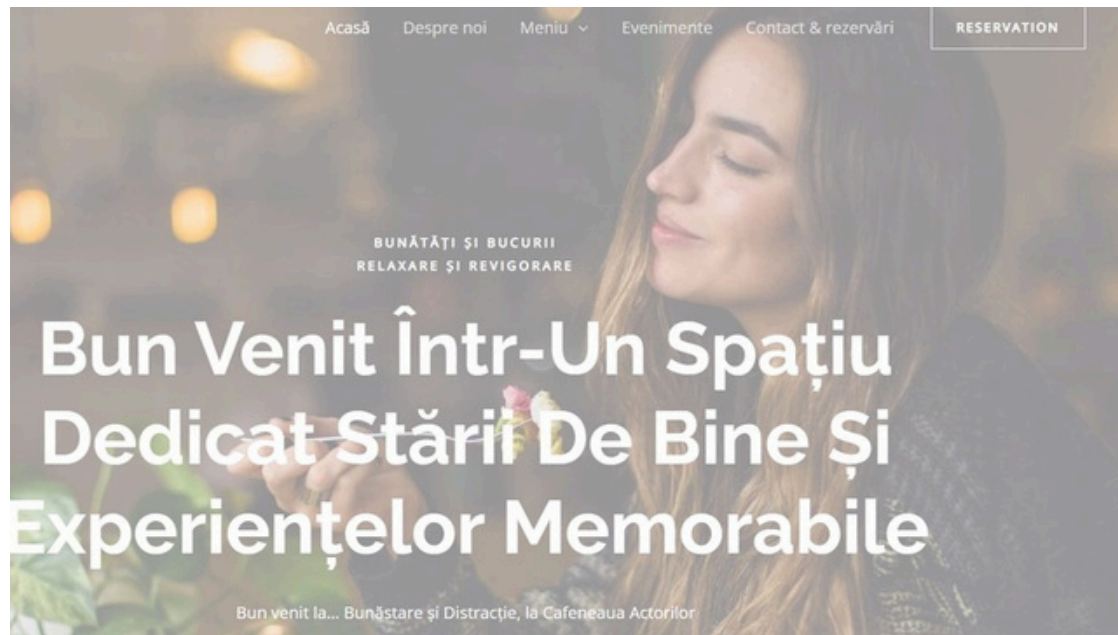 Acasă Despre noi Meniu Evenimente Contact & rezervări RESERVATION
BUNĂTĂȚI ȘI BUCURII
RELAXARE ȘI REVIGORARE
Bun Venit Într-Un Spațiu
Dedicat Stării De Bine Și
Experiențelor Memorabile
Bun venit la... Bunăstare și Distracție, la Cafeneaua Actorilor